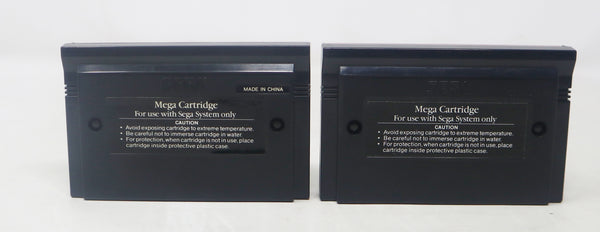 MADE IN CHINA
Mega Cartridge
For use with Sega System only
CAUTION
• Avoid exposing cartridge to extreme temperature.
• Be careful not to immerse cartridge in water.
• For protection, when cartridge is not in use, place
cartridge inside protective plastic case.
Mega Cartridge
For use with Sega System only
CAUTION
• Avoid exposing cartridge to extreme temperature.
• Be careful not to immerse cartridge in water.
• For protection, when cartridge is not in use, place
cartridge inside protective plastic case.